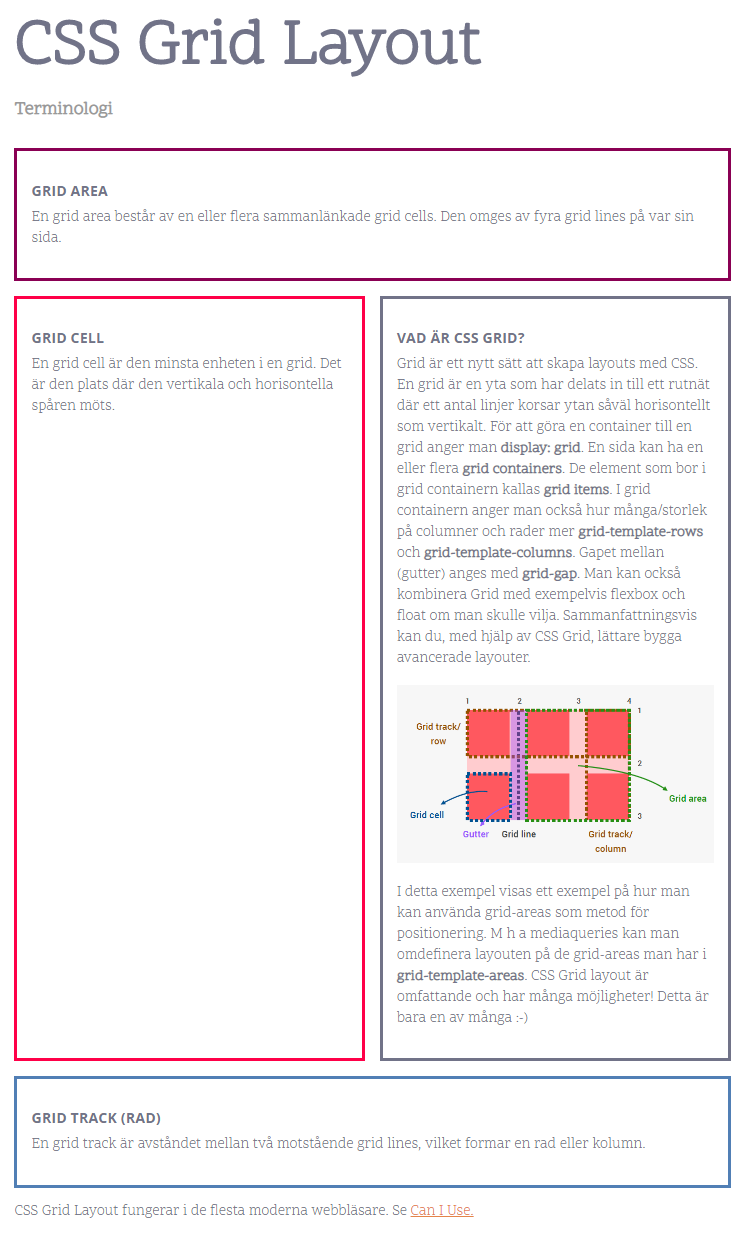 CSS Grid Layout
Terminologi
GRID AREA
En grid area består av en eller flera sammanlänkade grid cells. Den omges av fyra grid lines på var sin
sida.
GRID CELL
En grid cell är den minsta enheten i en grid. Det
är den plats där den vertikala och horisontella
spåren möts.
VAD ÄR CSS GRID?
Grid är ett nytt sätt att skapa layouts med CSS.
En grid är en yta som har delats in till ett rutnät
där ett antal linjer korsar ytan såväl horisontellt
som vertikalt. För att göra en container till en
grid anger man display: grid. En sida kan ha en
eller flera grid containers. De element som bor i
grid containern kallas grid items. I grid
containern anger man också hur många/storlek
på columner och rader mer grid-template-rows
och grid-template-columns. Gapet mellan
(gutter) anges med grid-gap. Man kan också
kombinera Grid med exempelvis flexbox och
float om man skulle vilja. Sammanfattningsvis
kan du, med hjälp av CSS Grid, lättare bygga
avancerade layouter.
1 2 3 4
1
Grid track/
row
2
Grid area
Grid cell
3
Gutter Grid line Grid track/
column
I detta exempel visas ett exempel på hur man
kan använda grid-areas som metod för
positionering. M h a mediaqueries kan man
omdefinera layouten på de grid-areas man har i
grid-template-areas. CSS Grid layout är
omfattande och har många möjligheter! Detta är
bara en av många :-)
GRID TRACK (RAD)
En grid track är avståndet mellan två motstående grid lines, vilket formar en rad eller kolumn.
CSS Grid Layout fungerar i de flesta moderna webbläsare. Se Can I Use.